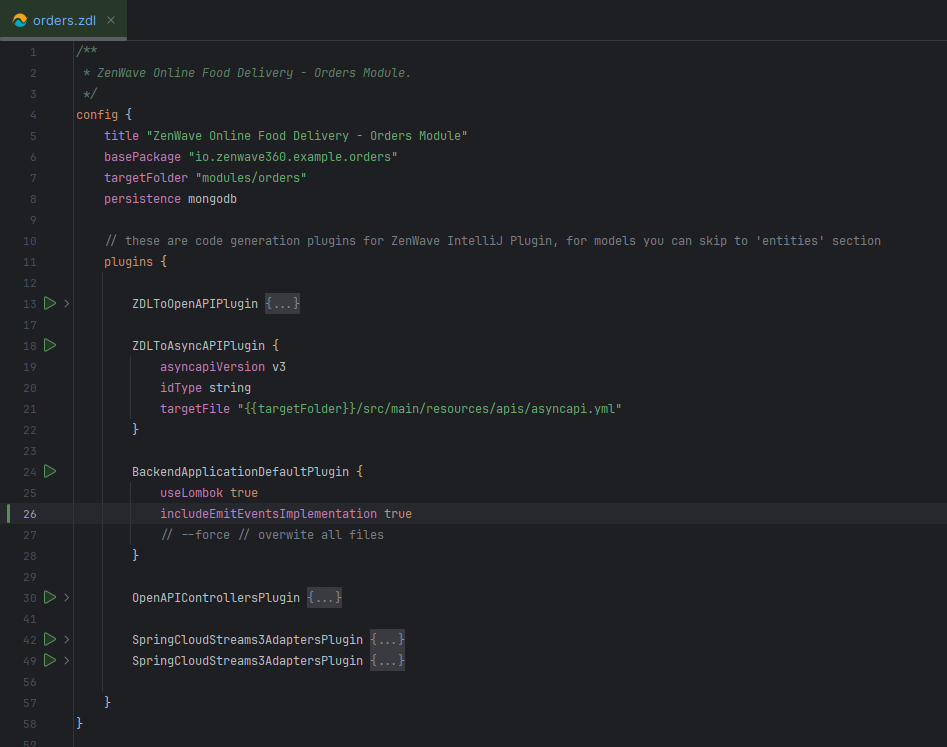 orders.zdl ×
1 /**
2  * ZenWave Online Food Delivery - Orders Module.
3  */
4 config {
5     title "ZenWave Online Food Delivery - Orders Module"
6     basePackage "io.zenwave360.example.orders"
7     targetFolder "modules/orders"
8     persistence mongodb
9
10     // these are code generation plugins for ZenWave IntelliJ Plugin, for models you can skip to 'entities' section
11     plugins {
12
13         ZDLToOpenAPIPlugin {...}
17
18         ZDLToAsyncAPIPlugin {
19             asyncapiVersion v3
20             idType string
21             targetFile "{{targetFolder}}/src/main/resources/apis/asyncapi.yml"
22         }
23
24         BackendApplicationDefaultPlugin {
25             useLombok true
26             includeEmitEventsImplementation true
27             // --force // overwite all files
28         }
29
30         OpenAPIControllersPlugin {...}
41
42         SpringCloudStreams3AdaptersPlugin {...}
49         SpringCloudStreams3AdaptersPlugin {...}
56
57     }
58 }
59